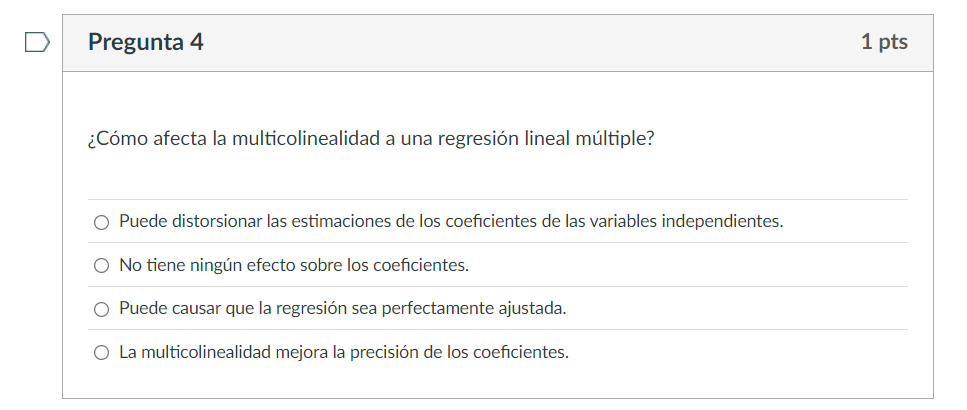 Pregunta 4
1 pts
¿Cómo afecta la multicolinealidad a una regresión lineal múltiple?
Puede distorsionar las estimaciones de los coeficientes de las variables independientes.
No tiene ningún efecto sobre los coeficientes.
Puede causar que la regresión sea perfectamente ajustada.
La multicolinealidad mejora la precisión de los coeficientes.